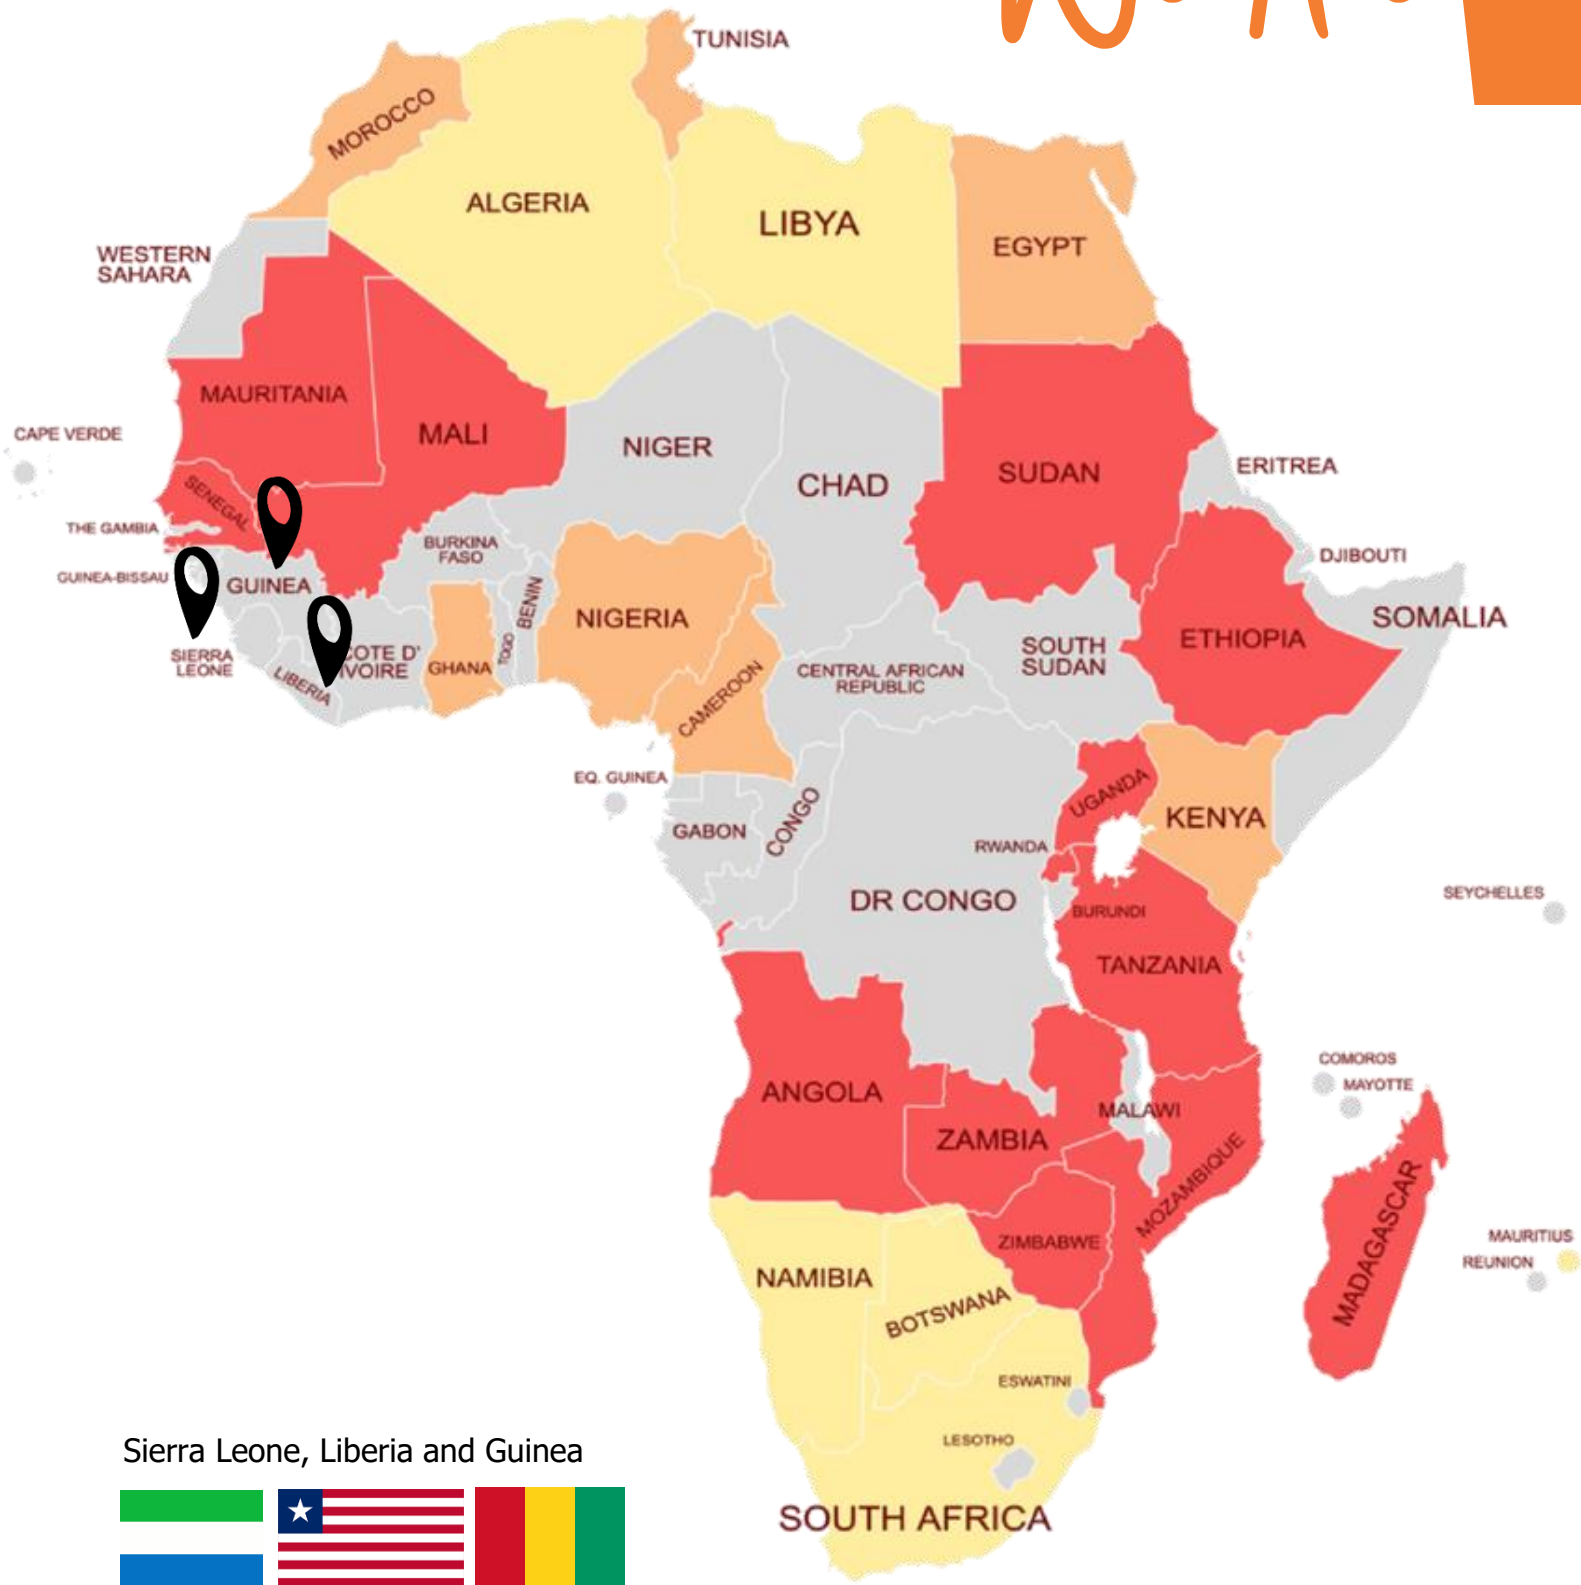 TUNISIA
MOROCCO
ALGERIA
LIBYA
EGYPT
WESTERN
SAHARA
MAURITANIA
MALI
NIGER
CHAD
SUDAN
ERITREA
CAPE VERDE
SENEGAL
THE GAMBIA
GUINEA-BISSAU
GUINEA
BURKINA
FASO
BENIN
TOGO
NIGERIA
DJIBOUTI
SOMALIA
ETHIOPIA
SOUTH
SUDAN
CENTRAL AFRICAN
REPUBLIC
SIERRA
LEONE
LIBERIA
COTE D'
IVOIRE
GHANA
CAMEROON
EQ. GUINEA
GABON
CONGO
UGANDA
KENYA
RWANDA
DR CONGO
BURUNDI
SEYCHELLES
TANZANIA
COMOROS
MAYOTTE
ANGOLA
MALAWI
ZAMBIA
MOZAMBIQUE
MADAGASCAR
ZIMBABWE
MAURITIUS
REUNION
NAMIBIA
BOTSWANA
ESWATINI
LESOTHO
SOUTH AFRICA
Sierra Leone, Liberia and Guinea